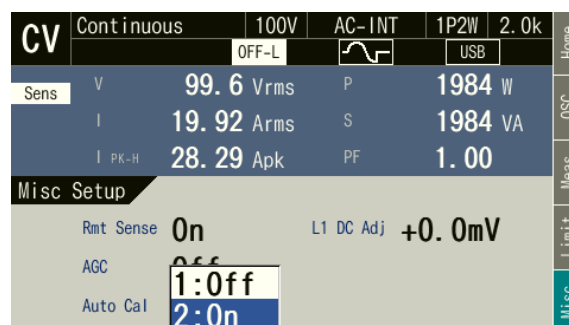 CV Continuous 100V AC-INT 1P2W 2.0k
OFF-L USB
Sens V 99.6 Vrms P 1984 W
I 19.92 Arms S 1984 VA
I PK-H 28.29 Apk PF 1.00
Misc Setup
Rmt Sense On L1 DC Adj +0.0mV
AGC Off
1:Off
Auto Cal 2:On
Home
OSC
Meas
Limit
Misc